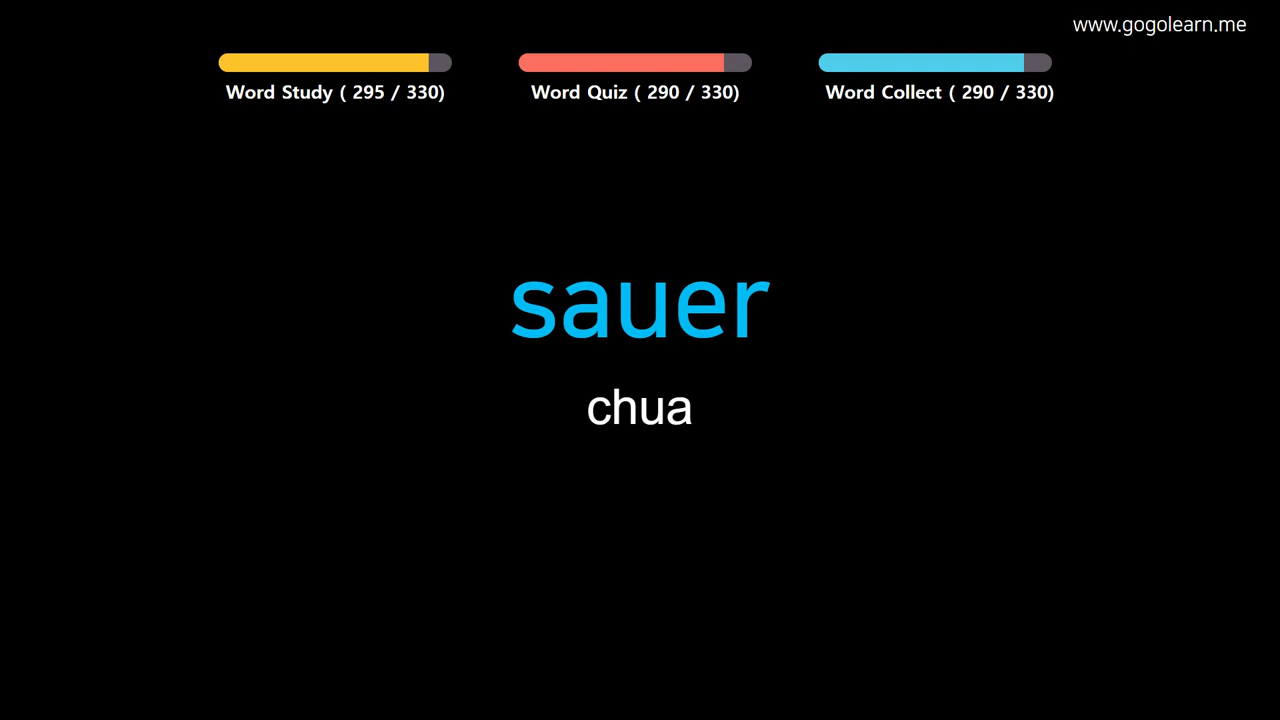 www.gogolearn.me
Word Study ( 295 / 330)
Word Quiz ( 290 / 330)
Word Collect ( 290 / 330)
sauer
chua